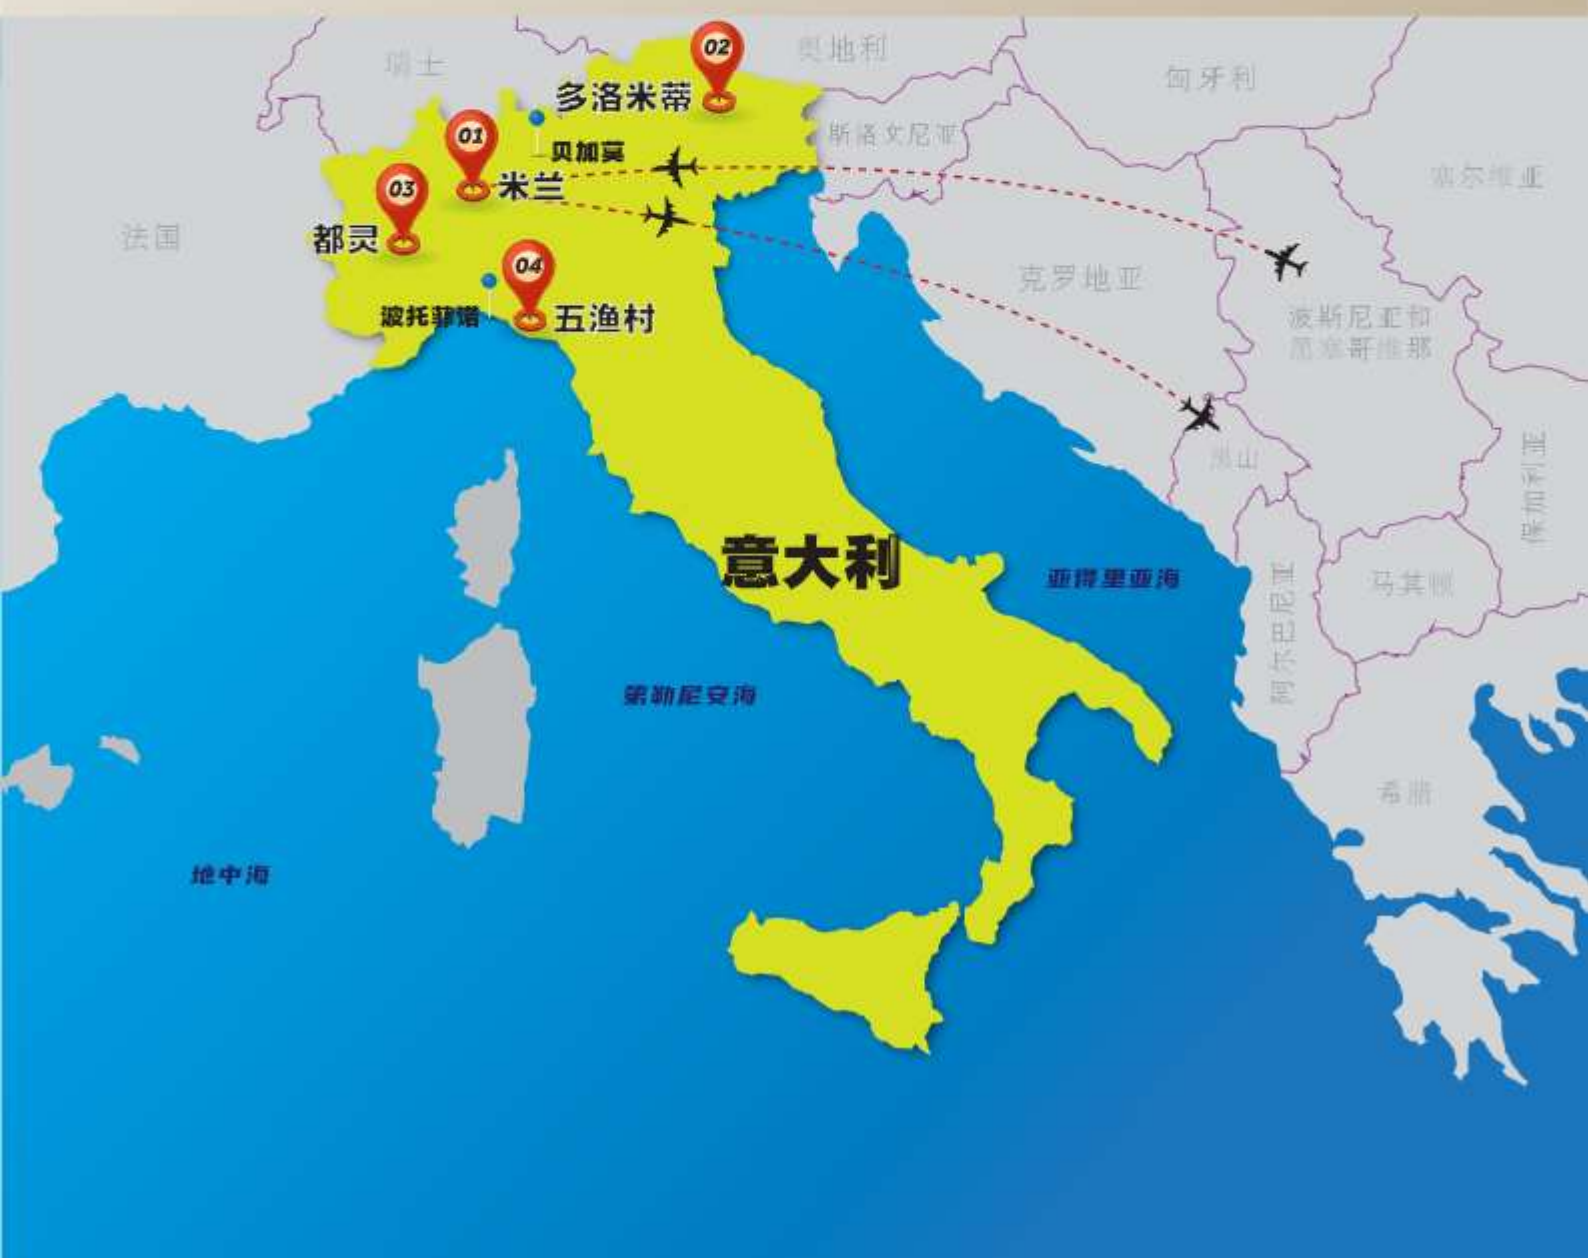 瑞士
02
奥地利
匈牙利
多洛米蒂
01
斯洛文尼亚
贝加莫
塞尔维亚
03
米兰
法国
都灵
04
克罗地亚
波托菲诺
五渔村
波斯尼亚和
黑塞哥维那
黑山
保加利亚
意大利
亚得里亚海
阿尔巴尼亚
马其顿
第勒尼安海
希腊
地中海